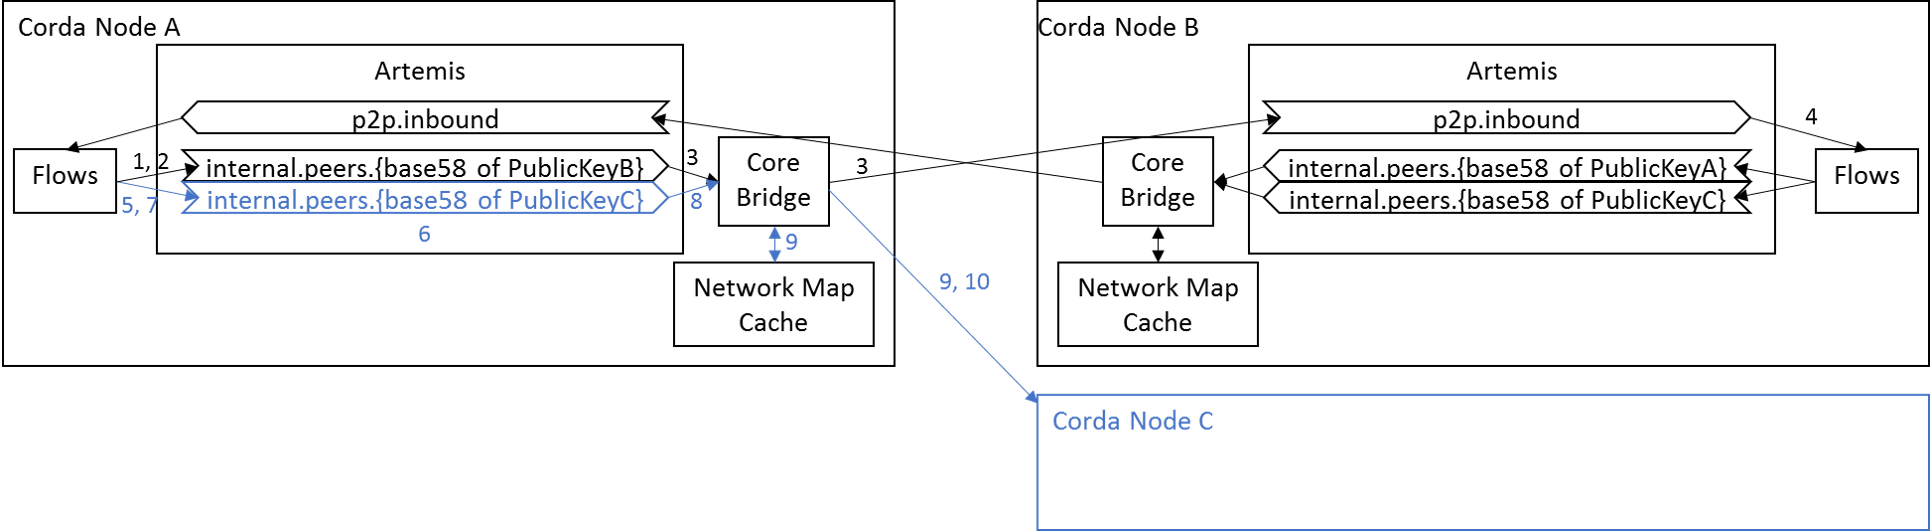 Corda Node A
Artemis
p2p.inbound
Flows
1, 2
internal.peers.{base58 of PublicKeyB}
3
5, 7
internal.peers.{base58 of PublicKeyC}
8
6
Core
Bridge
3
9
Network Map
Cache
9, 10
Corda Node B
Artemis
p2p.inbound
4
Core
Bridge
internal.peers.{base58 of PublicKeyA}
internal.peers.{base58 of PublicKeyC}
Flows
Network Map
Cache
Corda Node C